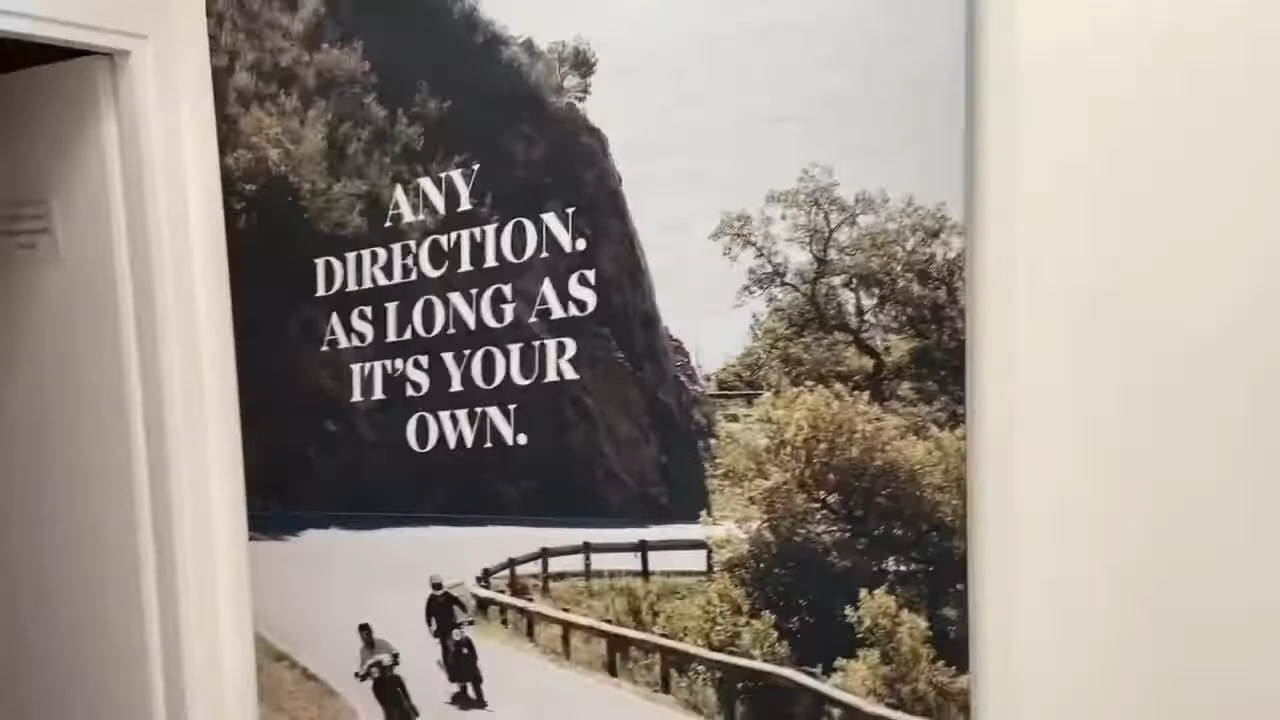 ANY
DIRECTION.
AS LONG AS
IT'S YOUR
OWN.